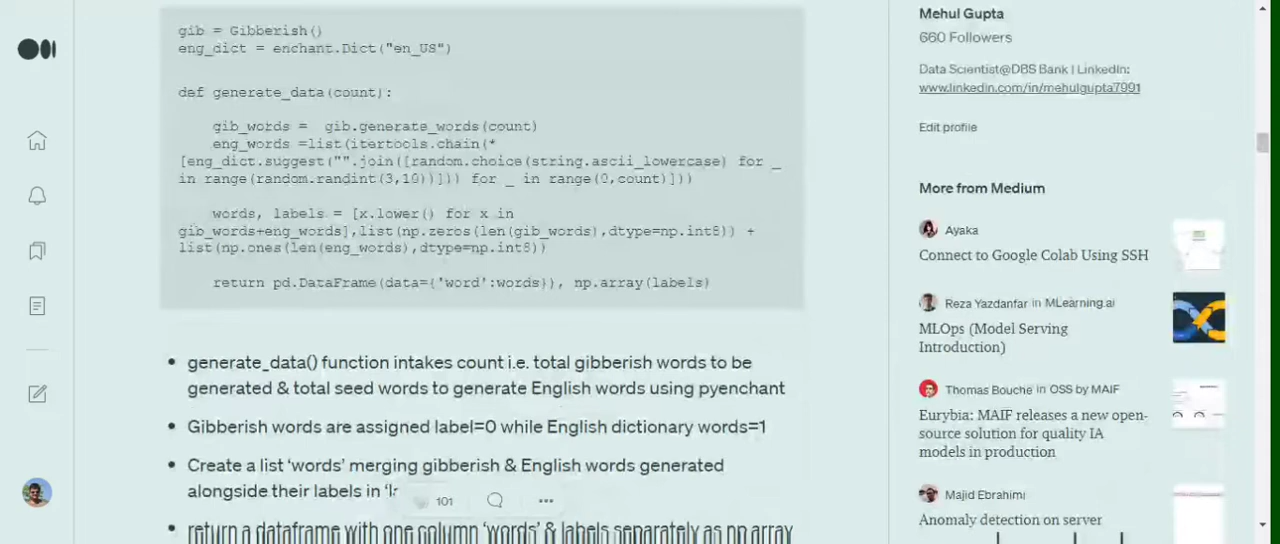 gib = Gibberish()
eng_dict = enchant.Dict("en_US")
def generate_data(count):
gib_words = gib.generate_words(count)
eng_words =list(itertools.chain(*
[eng_dict.suggest("".join([random.choice(string.ascii_lowercase) for _
in range(random.randint(3,10))])) for _ in range(0,count)]))
words, labels = [x.lower() for x in
gib_words+eng_words],list(np.zeros(len(gib_words),dtype=np.int8)) +
list(np.ones(len(eng_words),dtype=np.int8))
return pd.DataFrame(data={'word':words}), np.array(labels)
• generate_data() function intakes count i.e. total gibberish words to be
generated & total seed words to generate English words using pyenchant
• Gibberish words are assigned label=0 while English dictionary words=1
• Create a list ‘words’ merging gibberish & English words generated
alongside their labels in
101
• return a dataframe with one column ‘words’ & labels separately as np array
Mehul Gupta
660 Followers
Data Scientist@DBS Bank | LinkedIn:
www.linkedin.com/in/mehulgupta7991
Edit profile
More from Medium
Ayaka
Connect to Google Colab Using SSH
Reza Yazdanfar in MLearning.ai
MLOps (Model Serving
Introduction)
Thomas Bouche in OSS by MAIF
Eurybia: MAIF releases a new open-
source solution for quality IA
models in production
Majid Ebrahimi
Anomaly detection on server